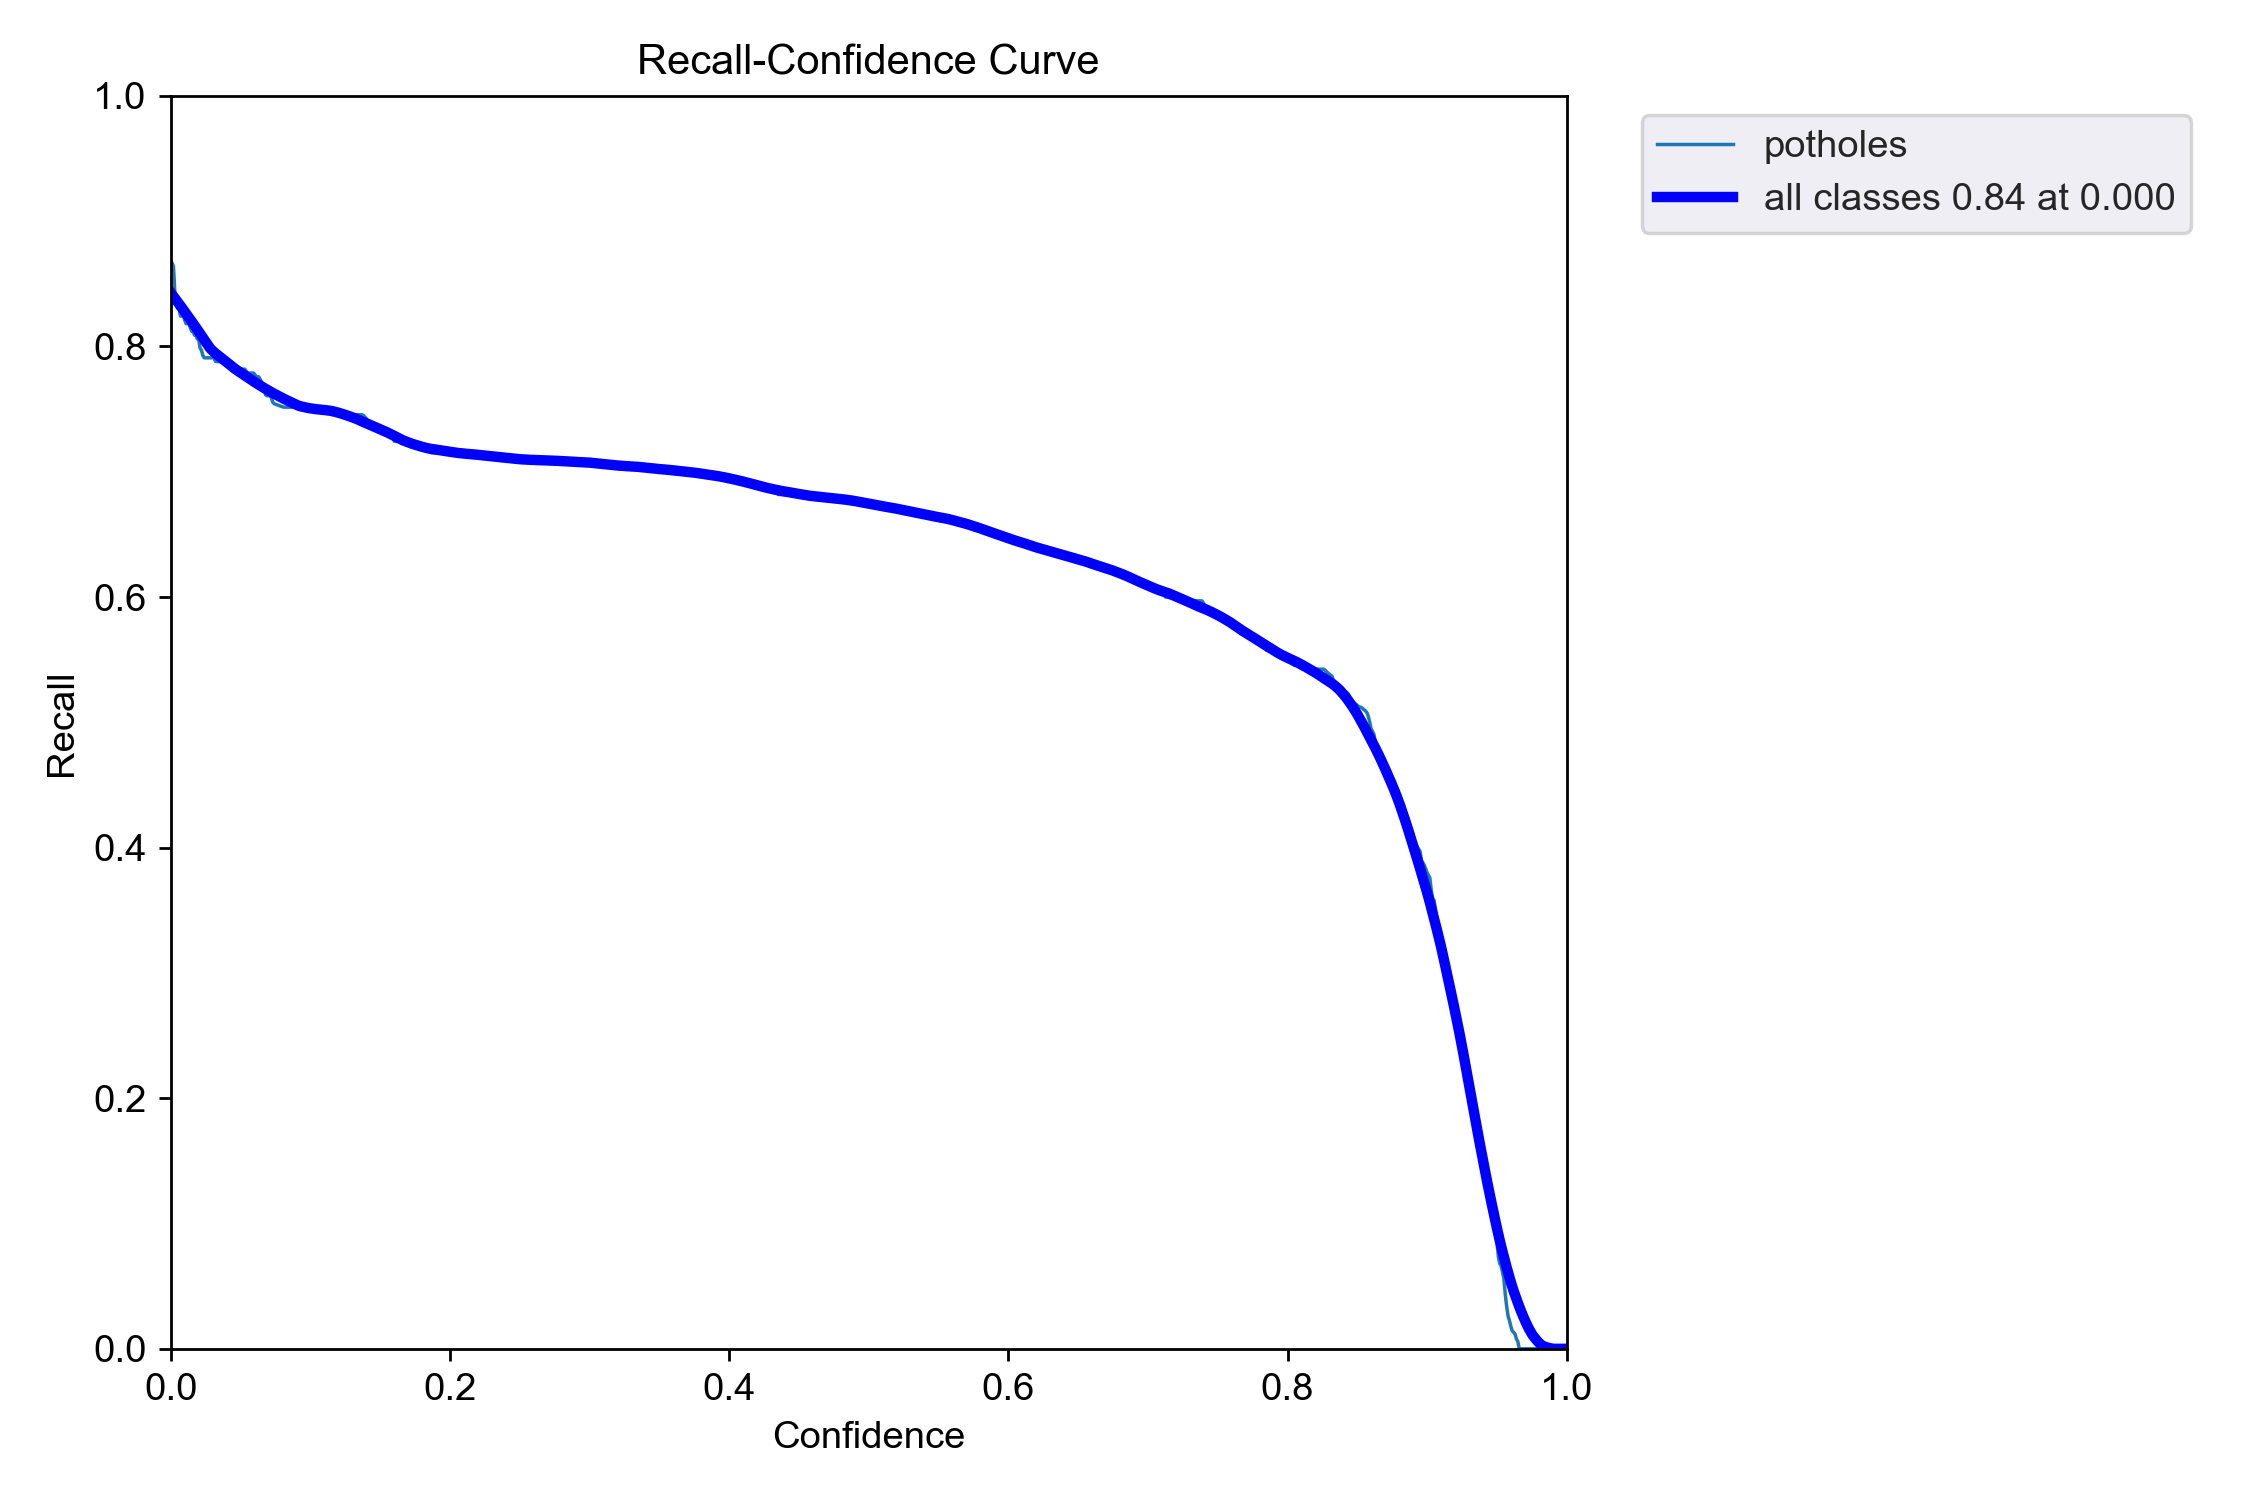 Recall-Confidence Curve
1.0
0.8
0.6
0.4
0.2
0.0
Recall
0.0 0.2 0.4 0.6 0.8 1.0
Confidence
potholes
all classes 0.84 at 0.000